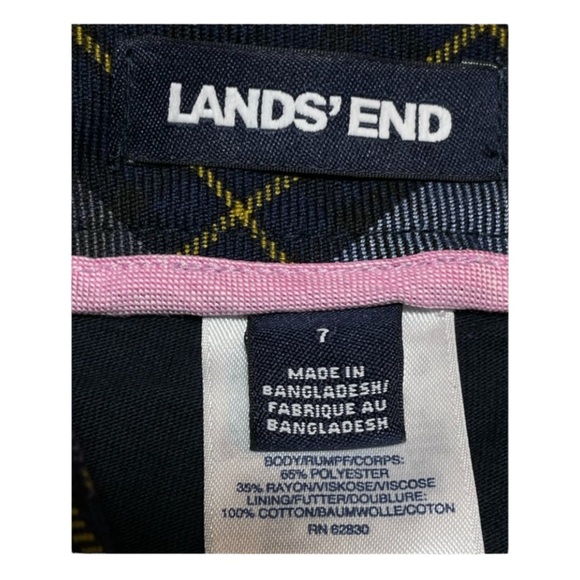 LANDS' END
7
MADE IN
BANGLADESH/
FABRIQUE AU
BANGLADESH
BODY/RUMPF/CORPS:
65% POLYESTER
35% RAYON/VISKOSE/VISCOSE
LINING/FUTTER/DOUBLURE:
100% COTTON/BAUMWOLLE/COTON
RN 62830